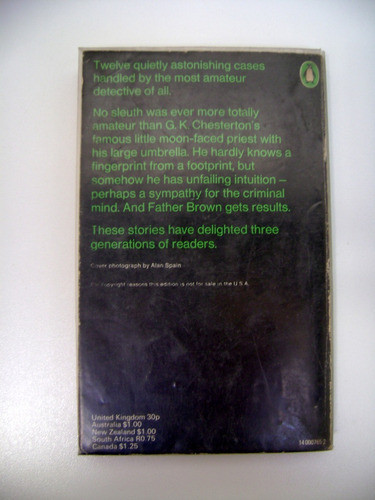 Twelve quietly astonishing cases
handled by the most amateur
detective of all.
No sleuth was ever more totally
amateur than G. K. Chesterton's
famous little moon-faced priest with
his large umbrella. He hardly knows a
fingerprint from a footprint, but
somehow he has unfailing intuition –
perhaps a sympathy for the criminal
mind. And Father Brown gets results.
These stories have delighted three
generations of readers.
Cover photograph by Alan Spain
For copyright reasons this edition is not for sale in the U.S.A.
United Kingdom 30p
Australia $1.00
New Zealand $1.00
South Africa R0.75
Canada $1.25